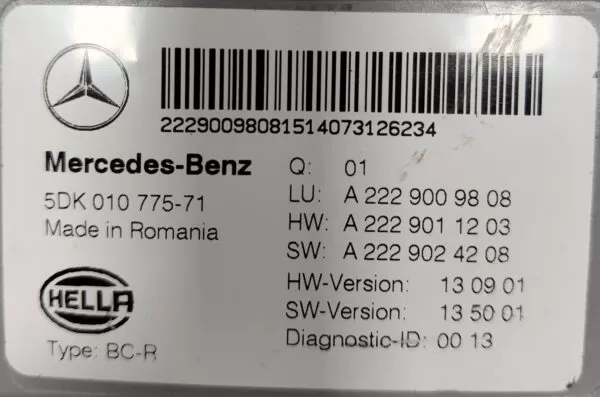 22290098081514073126234
Mercedes-Benz
5DK 010 775-71
Made in Romania
HELLA
Type: BC-R
Q: 01
LU: A 222 900 98 08
HW: A 222 901 12 03
SW: A 222 902 42 08
HW-Version: 13 09 01
SW-Version: 13 50 01
Diagnostic-ID: 00 13